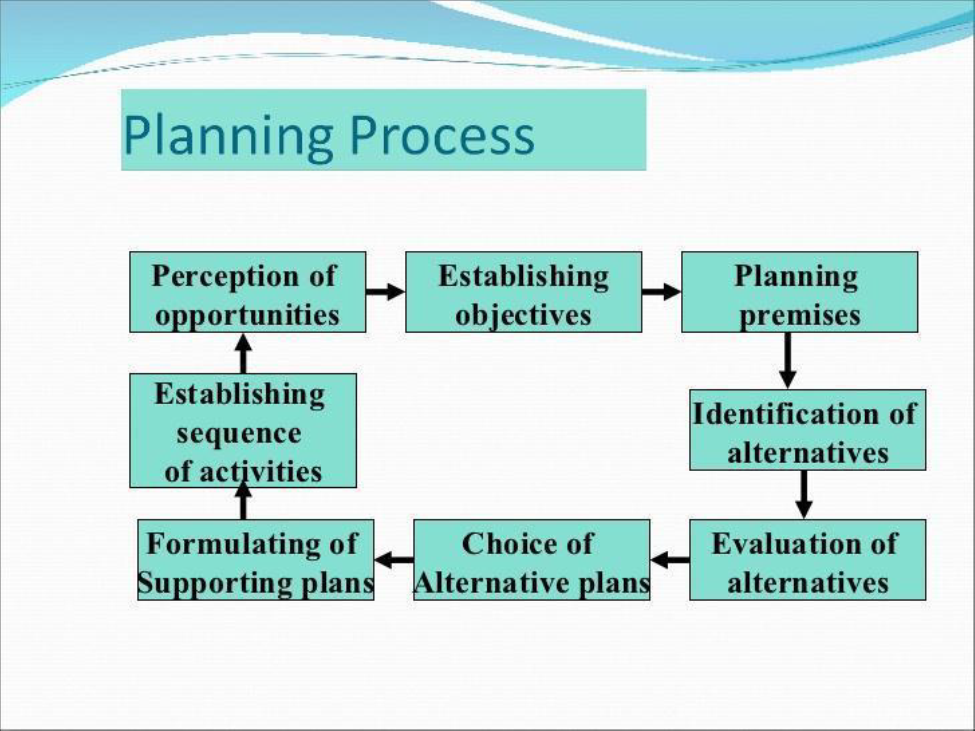 Planning Process
Perception of
opportunities
Establishing
objectives
Planning
premises
Identification of
alternatives
Evaluation of
alternatives
Choice of
Alternative plans
Formulating of
Supporting plans
Establishing
sequence
of activities